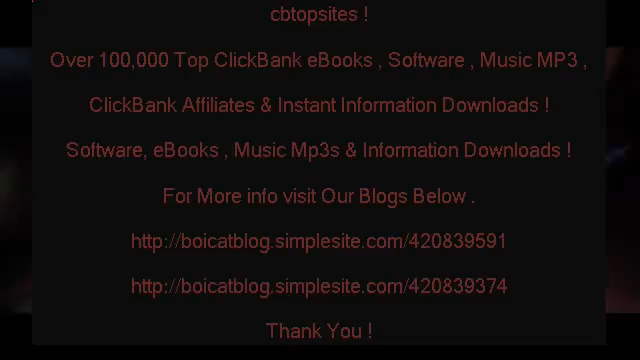 cbtopsites !
Over 100,000 Top ClickBank eBooks , Software , Music MP3 ,
ClickBank Affiliates & Instant Information Downloads !
Software, eBooks , Music Mp3s & Information Downloads !
For More info visit Our Blogs Below .
http://boicatblog.simplesite.com/420839591
http://boicatblog.simplesite.com/420839374
Thank You !